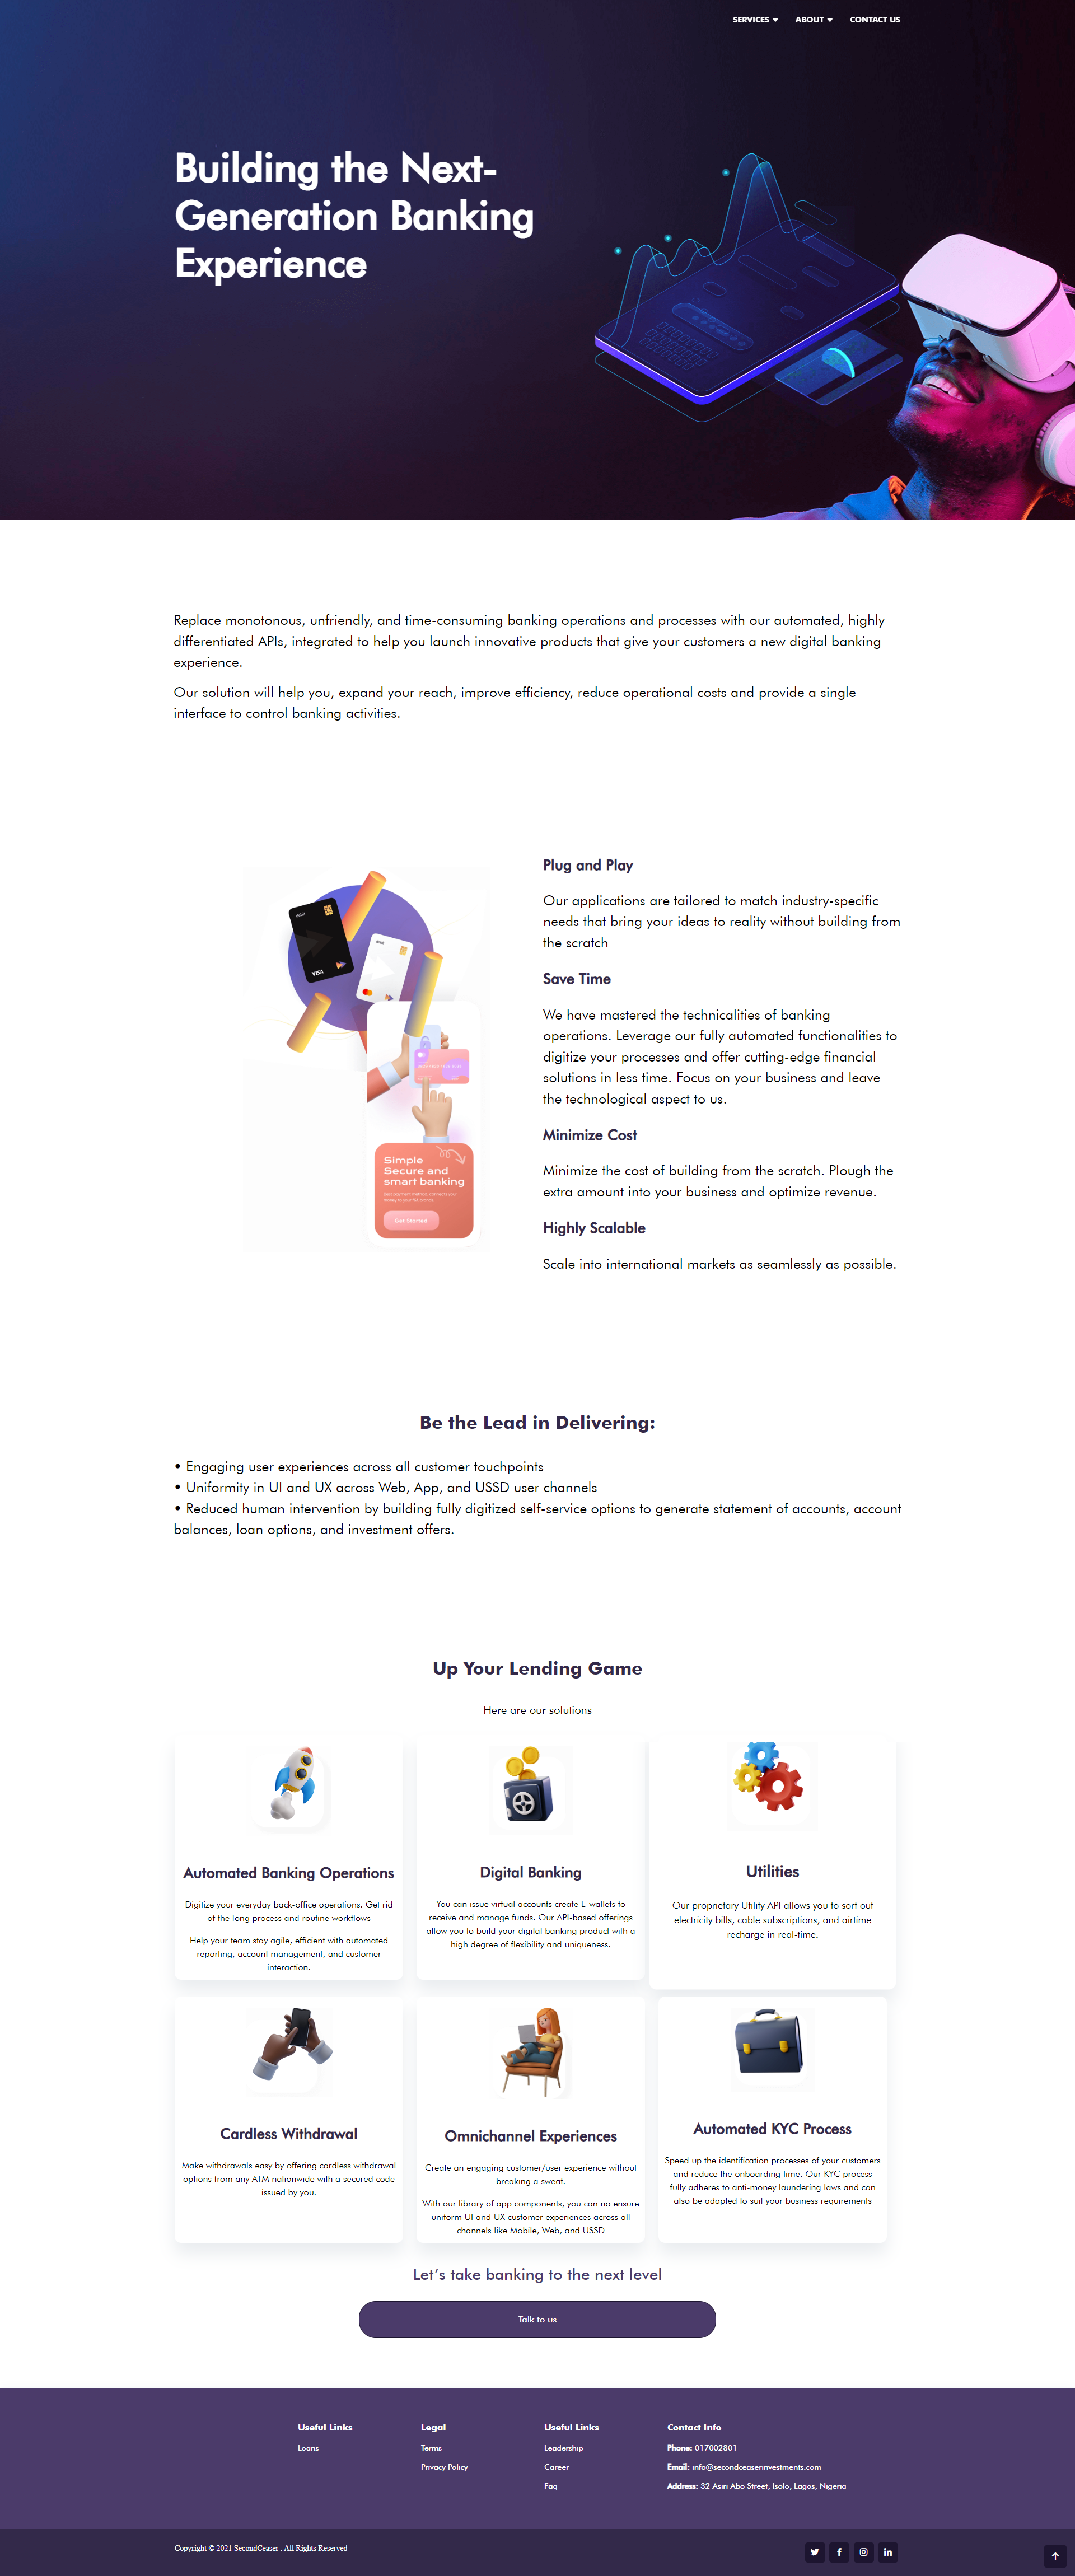 SERVICES
ABOUT
CONTACT US
Building the Next-
Generation Banking
Experience
Replace monotonous, unfriendly, and time-consuming banking operations and processes with our automated, highly
differentiated APIs, integrated to help you launch innovative products that give your customers a new digital banking
experience.
Our solution will help you, expand your reach, improve efficiency, reduce operational costs and provide a single
interface to control banking activities.
debit
VISA
debit
Simple
Secure and
smart banking
Get Started
Plug and Play
Our applications are tailored to match industry-specific
needs that bring your ideas to reality without building from
the scratch
Save Time
We have mastered the technicalities of banking
operations. Leverage our fully automated functionalities to
digitize your processes and offer cutting-edge financial
solutions in less time. Focus on your business and leave
the technological aspect to us.
Minimize Cost
Minimize the cost of building from the scratch. Plough the
extra amount into your business and optimize revenue.
Highly Scalable
Scale into international markets as seamlessly as possible.
Be the Lead in Delivering:
• Engaging user experiences across all customer touchpoints
• Uniformity in UI and UX across Web, App, and USSD user channels
• Reduced human intervention by building fully digitized self-service options to generate statement of accounts, account
balances, loan options, and investment offers.
Up Your Lending Game
Here are our solutions
Automated Banking Operations
Digitize your everyday back-office operations. Get rid
of the long process and routine workflows
Help your team stay agile, efficient with automated
reporting, account management, and customer
interaction.
Digital Banking
You can issue virtual accounts create E-wallets to
receive and manage funds. Our API-based offerings
allow you to build your digital banking product with a
high degree of flexibility and uniqueness.
Utilities
Our proprietary Utility API allows you to sort out
electricity bills, cable subscriptions, and airtime
recharge in real-time.
Cardless Withdrawal
Make withdrawals easy by offering cardless withdrawal
options from any ATM nationwide with a secured code
issued by you.
Omnichannel Experiences
Create an engaging customer/user experience without
breaking a sweat.
With our library of app components, you can no ensure
uniform UI and UX customer experiences across all
channels like Mobile, Web, and USSD
Automated KYC Process
Speed up the identification processes of your customers
and reduce the onboarding time. Our KYC process
fully adheres to anti-money laundering laws and can
also be adapted to suit your business requirements
Let's take banking to the next level
Talk to us
Useful Links
Loans
Legal
Terms
Privacy Policy
Useful Links
Leadership
Career
Faq
Contact Info
Phone: 017002801
Email: info@secondceaserinvestments.com
Address: 32 Asiri Abo Street, Isolo, Lagos, Nigeria
Copyright © 2021 SecondCeaser . All Rights Reserved